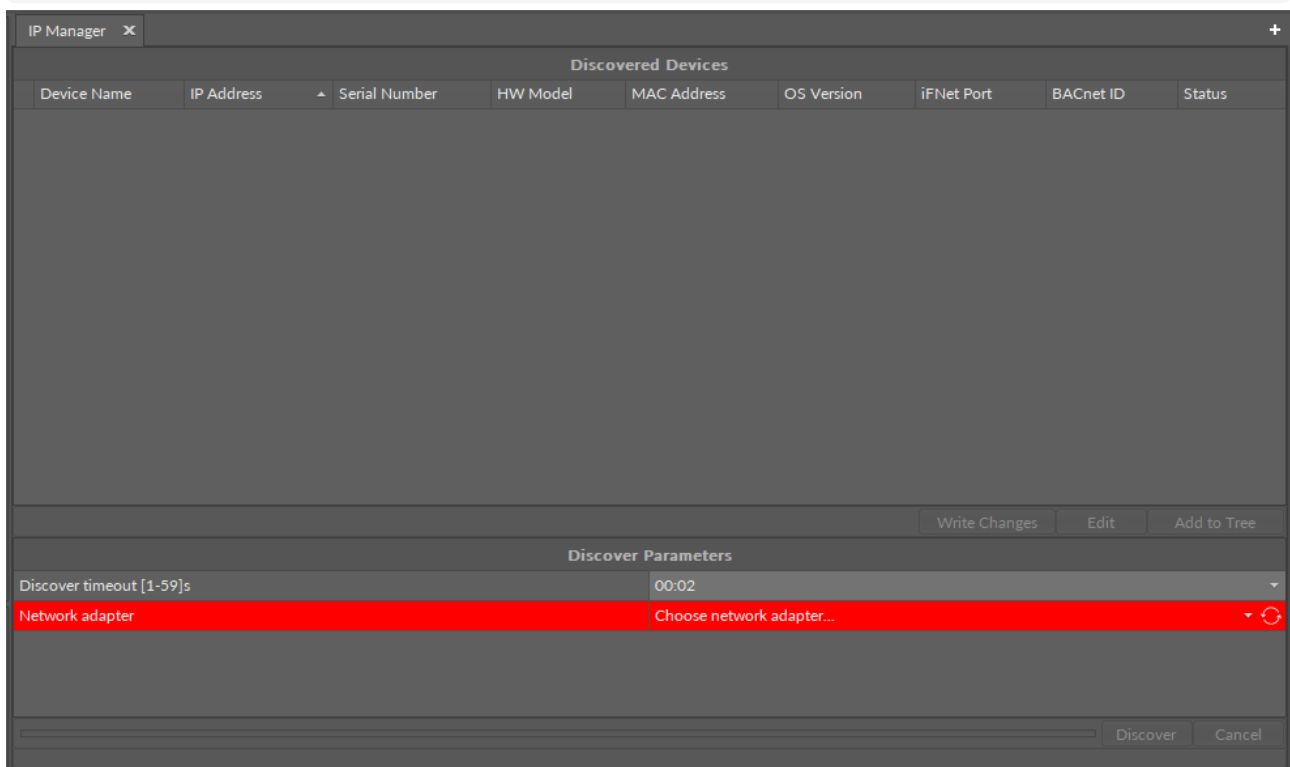 IP Manager
Discovered Devices
Device Name IP Address Serial Number HW Model MAC Address OS Version iFNet Port BACnet ID Status
Write Changes Edit Add to Tree
Discover Parameters
Discover timeout [1-59]s 00:02
Network adapter Choose network adapter...
Discover Cancel